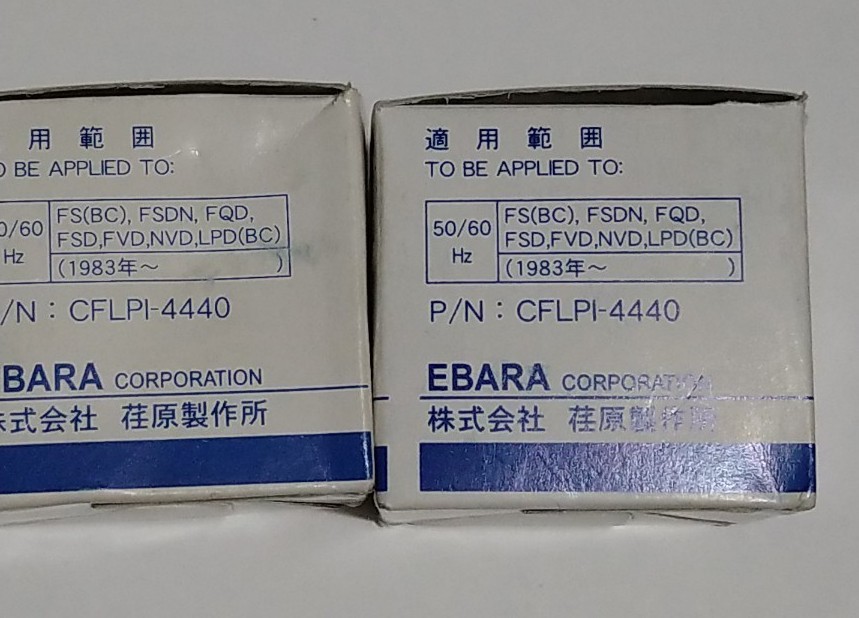 用範囲
O BE APPLIED TO:
0/60 Hz
FS(BC), FSDN, FQD,
FSD,FVD,NVD,LPD(BC)
(1983年～ )
/N : CFLPI-4440
BARA CORPORATION
株式会社 荏原製作所
適用範囲
TO BE APPLIED TO:
50/60 Hz
FS(BC), FSDN, FQD,
FSD,FVD,NVD,LPD(BC)
(1983年～ )
P/N : CFLPI-4440
EBARA CORPORATION
株式会社 荏原製作所